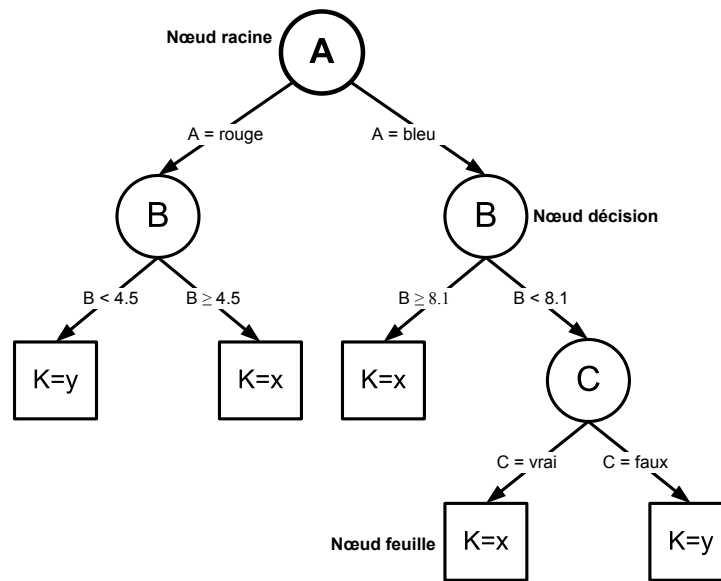 Nœud racine
A
A = rouge
A = bleu
B
B
Nœud décision
B < 4.5
B ≥ 4.5
B ≥ 8.1
B < 8.1
K=y
K=x
K=x
C
C = vrai
C = faux
Nœud feuille
K=x
K=y